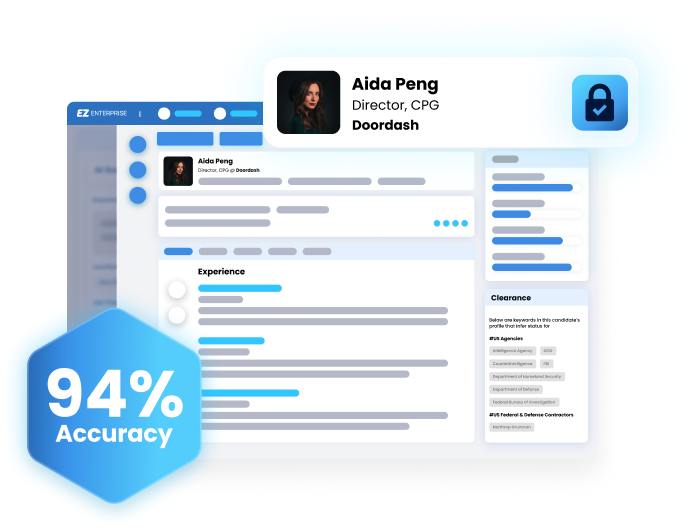 Aida Peng
Director, CPG
Doordash
EZ ENTERPRISE
Aida Peng
Director, CPG @ Doordash
Experience
Clearance
Below are keywords in this candidate's
profile that infer status for
#US Agencies
Intelligence Agency
Counterintelligence
FBI
Department of Homeland Security
Department of Defense
Federal Bureau of Investigation
#US Federal & Defense Contractors
Northrop Grumman
94%
Accuracy